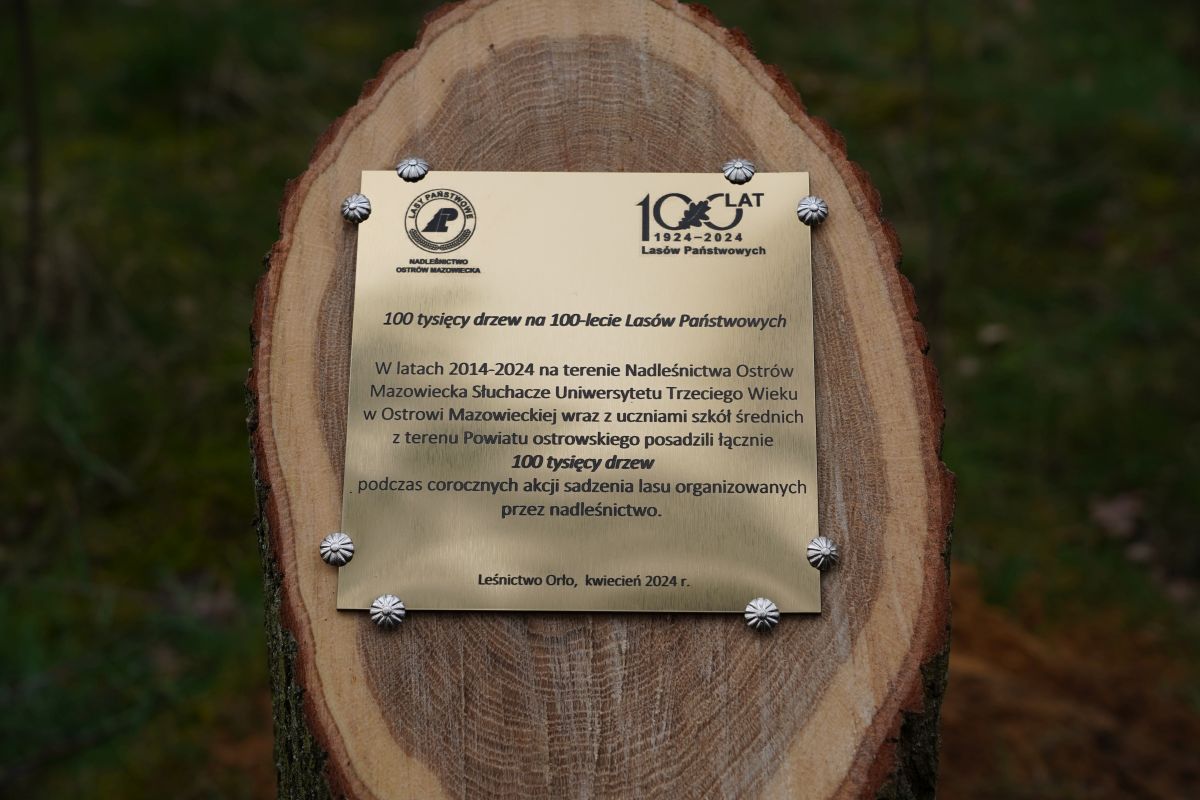 LASY PAŃSTWOWE
NADLEŚNICTWO
OSTRÓW MAZOWIECKA
100 LAT
1924–2024
Lasów Państwowych
100 tysięcy drzew na 100-lecie Lasów Państwowych
W latach 2014-2024 na terenie Nadleśnictwa Ostrów
Mazowiecka Słuchacze Uniwersytetu Trzeciego Wieku
w Ostrowi Mazowieckiej wraz z uczniami szkół średnich
z terenu Powiatu ostrowskiego posadzili łącznie
100 tysięcy drzew
podczas corocznych akcji sadzenia lasu organizowanych
przez nadleśnictwo.
Leśnictwo Orło, kwiecień 2024 r.